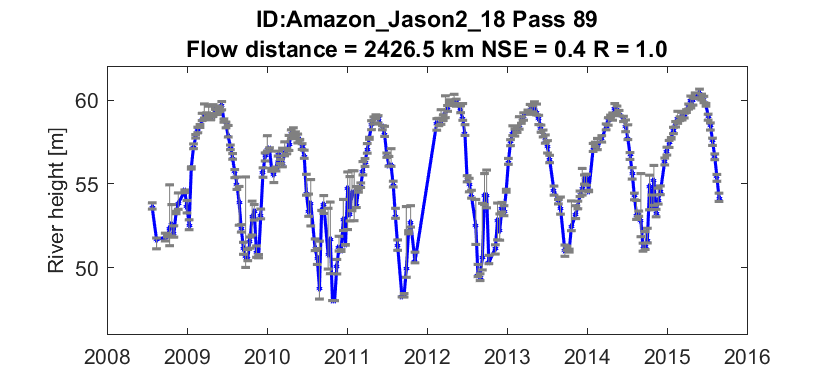 ID:Amazon_Jason2_18 Pass 89
Flow distance = 2426.5 km NSE = 0.4 R = 1.0
River height [m]
60
55
50
2008 2009 2010 2011 2012 2013 2014 2015 2016